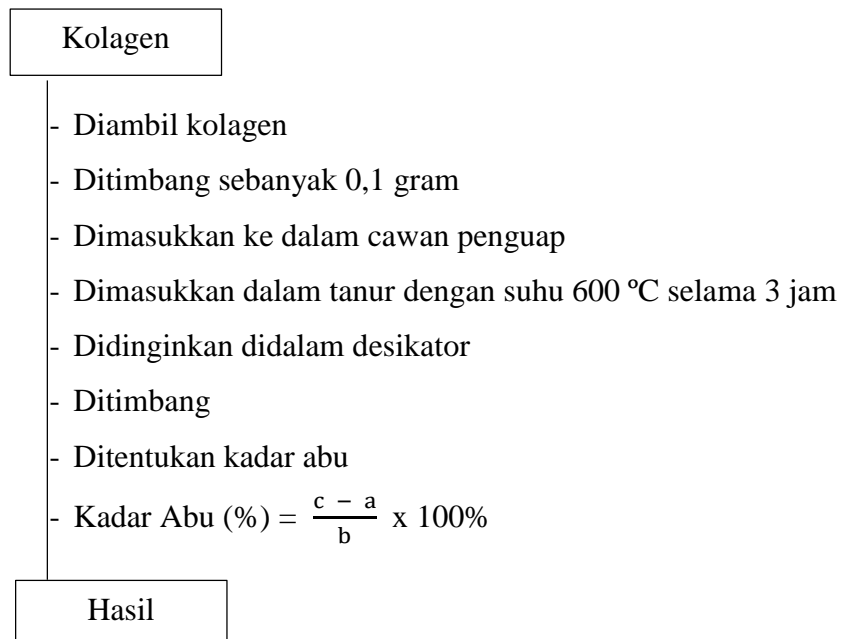 Kolagen
- Diambil kolagen
- Ditimbang sebanyak 0,1 gram
- Dimasukkan ke dalam cawan penguap
- Dimasukkan dalam tanur dengan suhu 600 ºC selama 3 jam
- Didinginkan didalam desikator
- Ditimbang
- Ditentukan kadar abu
- Kadar Abu (%) = \frac{c - a}{b} x 100%
Hasil